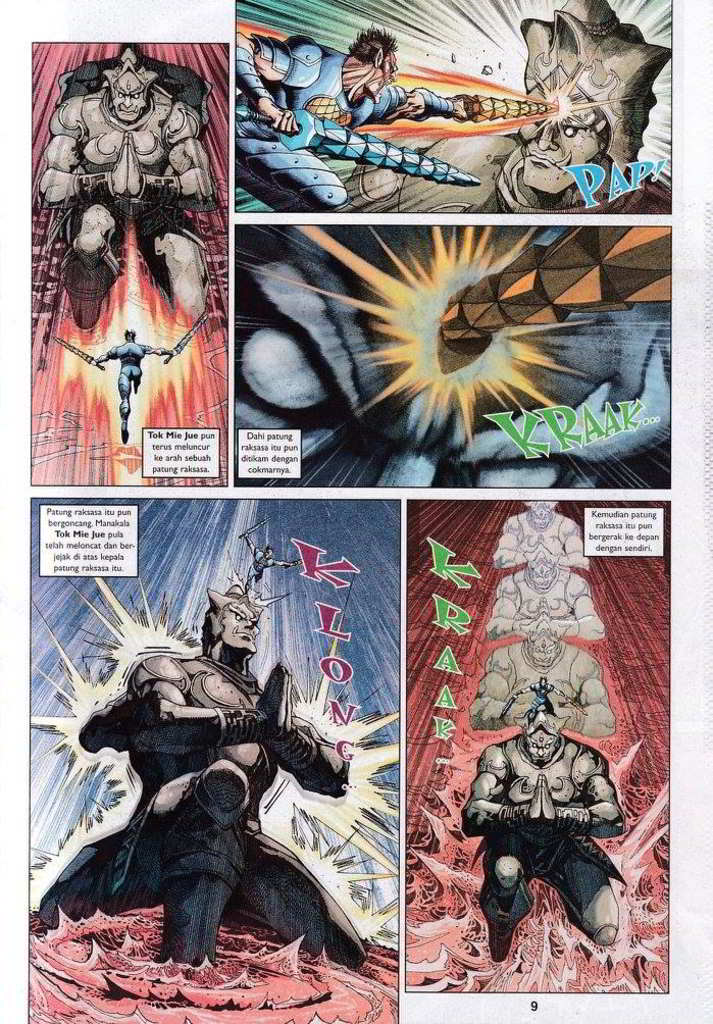 Tok Mie Jue pun
terus meluncur
ke arah sebuah
patung raksasa.
PAP!
Dahi patung
raksasa itu pun
ditikam dengan
cokmarnya.
KRAAK...
Patung raksasa itu pun
bergoncang. Manakala
Tok Mie Jue pula
telah meloncat dan ber-
jejak di atas kepala
patung raksasa itu.
KLONG...
Kemudian patung
raksasa itu pun
bergerak ke depan
dengan sendiri.
KRAAK...
9